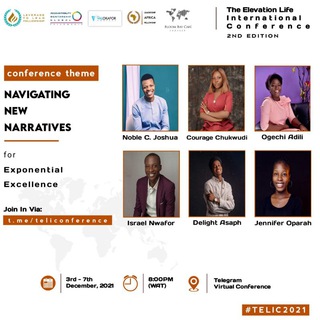 The Elevation Life
International
Conference
2ND EDITION
conference theme
NAVIGATING
NEW
NARRATIVES
for
Exponential
Excellence
Join In Via:
t.me/teliconference
Noble C. Joshua
Courage Chukwudi
Ogechi Adili
Israel Nwafor
Delight Asaph
Jennifer Oparah
3rd - 7th
December, 2021
8:00PM
(WAT)
Telegram
Virtual Conference
#TELIC2021